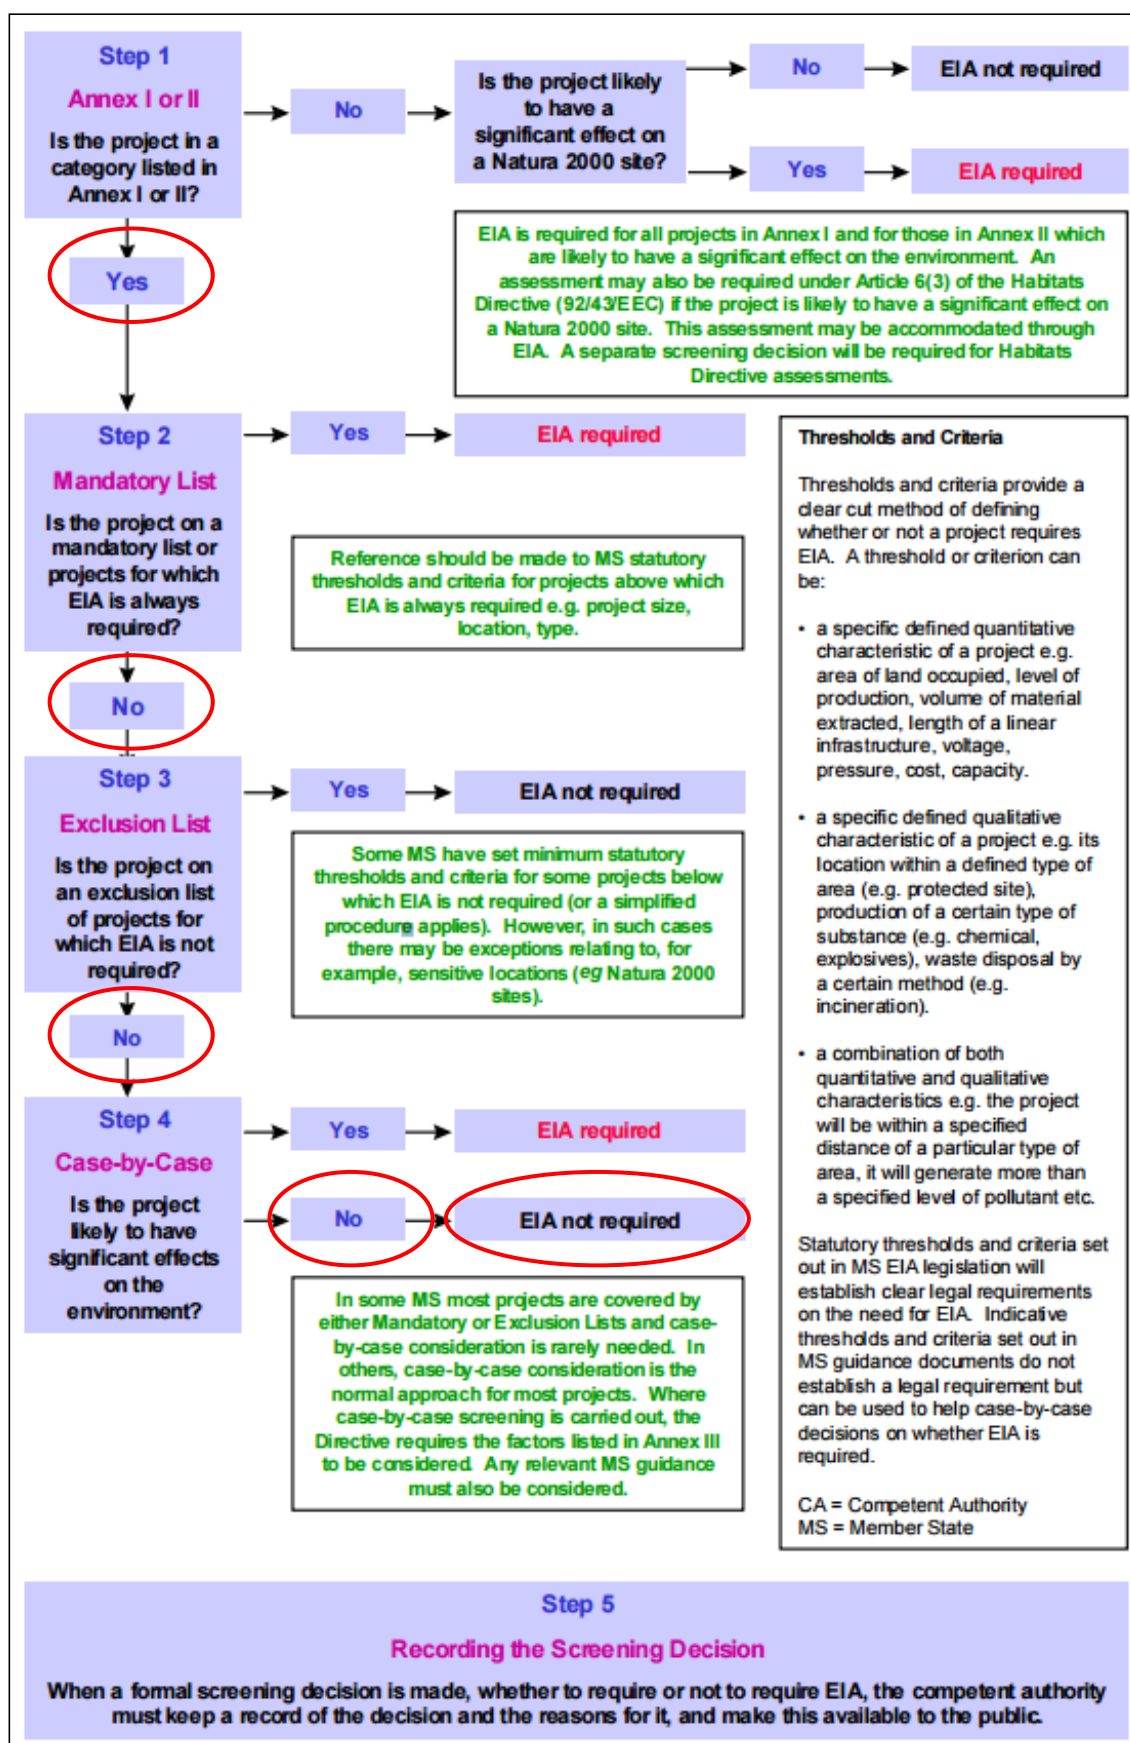 Step 1
Annex I or II
Is the project in a
category listed in
Annex I or II?
No
Is the project likely
to have a
significant effect on
a Natura 2000 site?
No
EIA not required
Yes
EIA required
Yes
EIA is required for all projects in Annex I and for those in Annex II which
are likely to have a significant effect on the environment. An
assessment may also be required under Article 6(3) of the Habitats
Directive (92/43/EEC) if the project is likely to have a significant effect on
a Natura 2000 site. This assessment may be accommodated through
EIA. A separate screening decision will be required for Habitats
Directive assessments.
Step 2
Mandatory List
Is the project on a
mandatory list or
projects for which
EIA is always
required?
Yes
EIA required
Reference should be made to MS statutory
thresholds and criteria for projects above which
EIA is always required e.g. project size,
location, type.
No
Step 3
Exclusion List
Is the project on
an exclusion list
of projects for
which EIA is not
required?
Yes
EIA not required
Some MS have set minimum statutory
thresholds and criteria for some projects below
which EIA is not required (or a simplified
procedure applies). However, in such cases
there may be exceptions relating to, for
example, sensitive locations (eg Natura 2000
sites).
No
Step 4
Case-by-Case
Is the project
likely to have
significant effects
on the
environment?
Yes
EIA required
No
EIA not required
In some MS most projects are covered by
either Mandatory or Exclusion Lists and case-
by-case consideration is rarely needed. In
others, case-by-case consideration is the
normal approach for most projects. Where
case-by-case screening is carried out, the
Directive requires the factors listed in Annex III
to be considered. Any relevant MS guidance
must also be considered.
Thresholds and Criteria
Thresholds and criteria provide a
clear cut method of defining
whether or not a project requires
EIA. A threshold or criterion can
be:
• a specific defined quantitative
characteristic of a project e.g.
area of land occupied, level of
production, volume of material
extracted, length of a linear
infrastructure, voltage,
pressure, cost, capacity.
• a specific defined qualitative
characteristic of a project e.g. its
location within a defined type of
area (e.g. protected site),
production of a certain type of
substance (e.g. chemical,
explosives), waste disposal by
a certain method (e.g.
incineration).
• a combination of both
quantitative and qualitative
characteristics e.g. the project
will be within a specified
distance of a particular type of
area, it will generate more than
a specified level of pollutant etc.
Statutory thresholds and criteria set
out in MS EIA legislation will
establish clear legal requirements
on the need for EIA. Indicative
thresholds and criteria set out in
MS guidance documents do not
establish a legal requirement but
can be used to help case-by-case
decisions on whether EIA is
required.
CA = Competent Authority
MS = Member State
Step 5
Recording the Screening Decision
When a formal screening decision is made, whether to require or not to require EIA, the competent authority
must keep a record of the decision and the reasons for it, and make this available to the public.